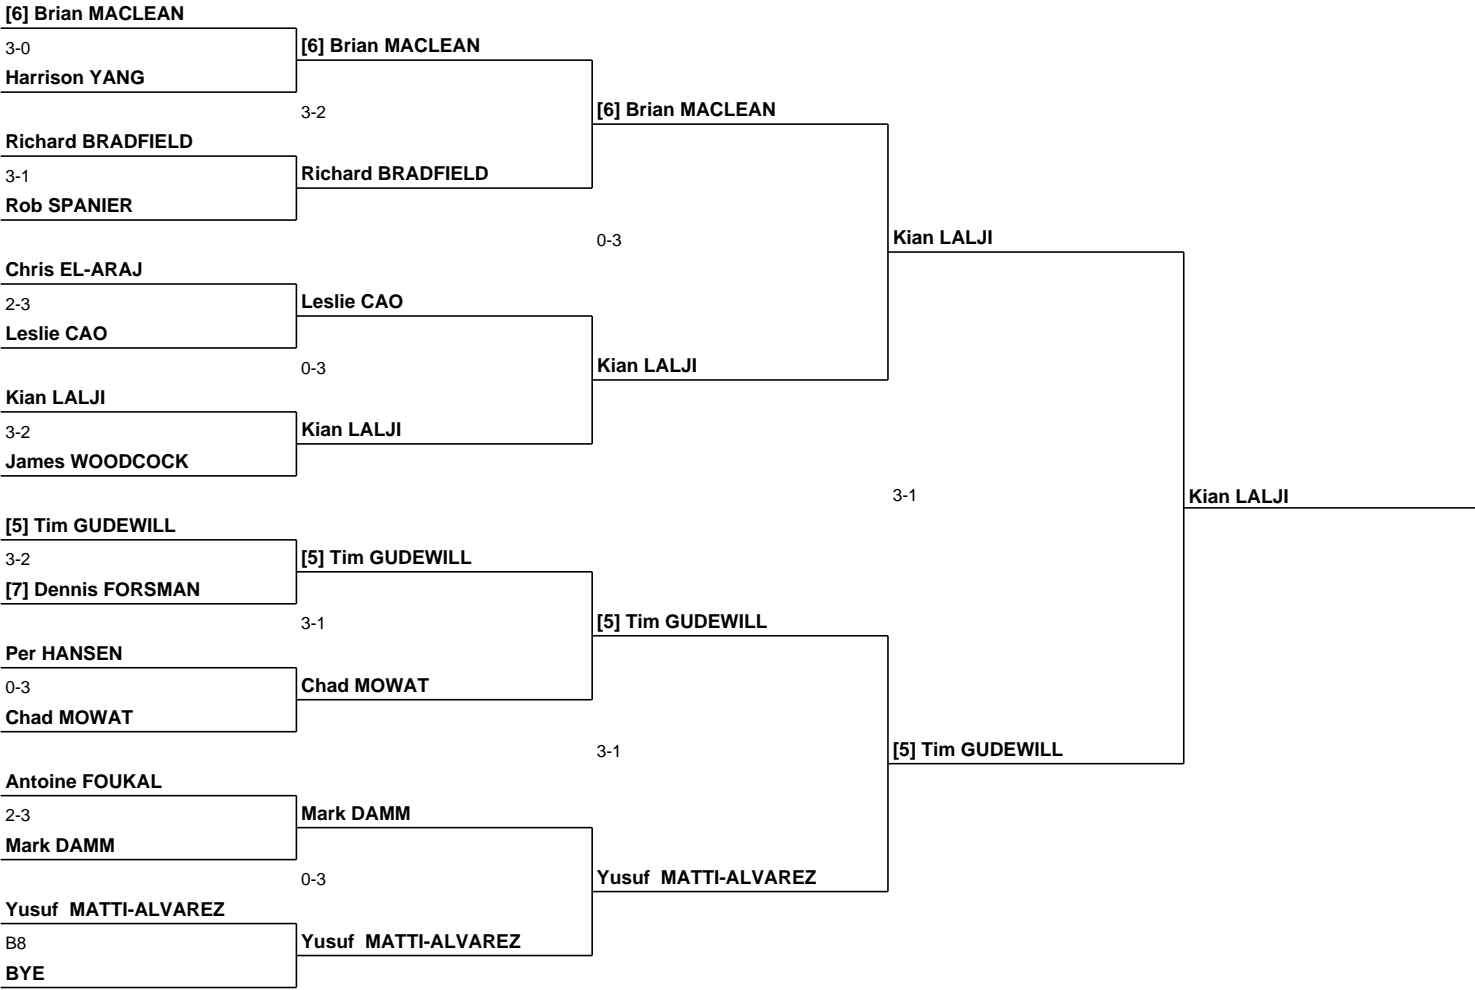 [6] Brian MACLEAN
3-0
Harrison YANG
Richard BRADFIELD
3-1
Rob SPANIER
Chris EL-ARAJ
2-3
Leslie CAO
Kian LALJI
3-2
James WOODCOCK
[5] Tim GUDEWILL
3-2
[7] Dennis FORSMAN
Per HANSEN
0-3
Chad MOWAT
Antoine FOUKAL
2-3
Mark DAMM
Yusuf  MATTI-ALVAREZ
B8
BYE
[6] Brian MACLEAN
3-2
Richard BRADFIELD
Leslie CAO
0-3
Kian LALJI
[5] Tim GUDEWILL
3-1
Chad MOWAT
Mark DAMM
0-3
Yusuf  MATTI-ALVAREZ
[6] Brian MACLEAN
0-3
Kian LALJI
[5] Tim GUDEWILL
3-1
Yusuf  MATTI-ALVAREZ
Kian LALJI
3-1
[5] Tim GUDEWILL
Kian LALJI